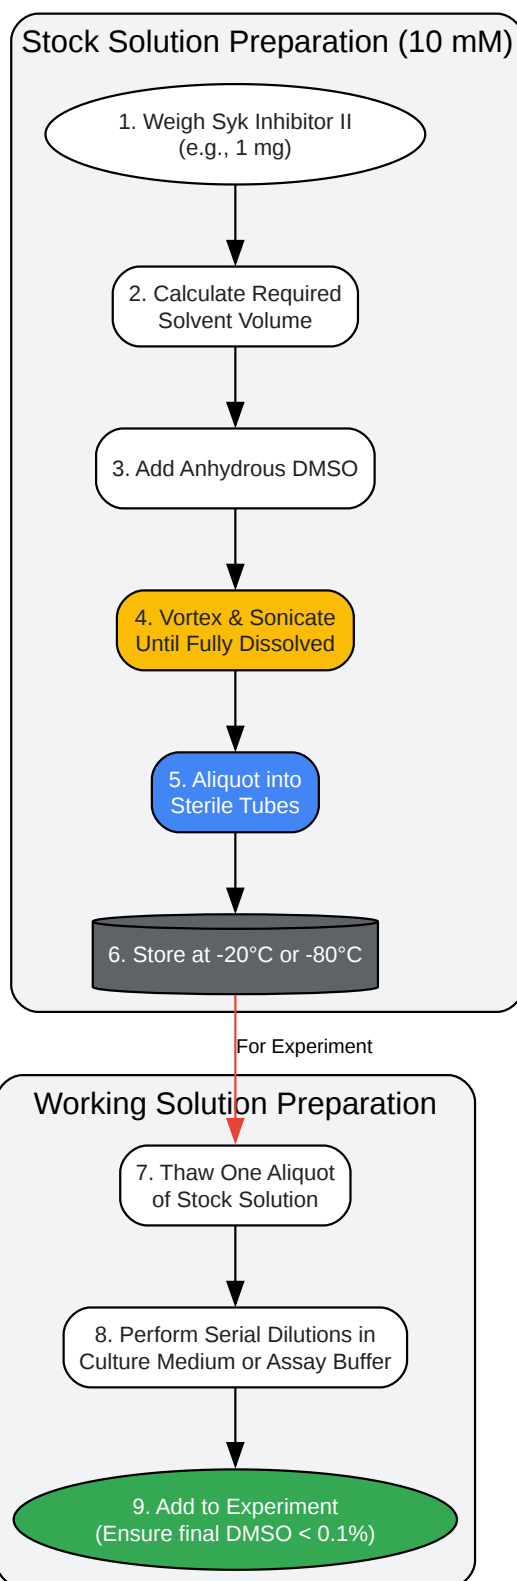 Stock Solution Preparation (10 mM)
1. Weigh Syk Inhibitor II
(e.g., 1 mg)
2. Calculate Required
Solvent Volume
3. Add Anhydrous DMSO
4. Vortex & Sonicate
Until Fully Dissolved
5. Aliquot into
Sterile Tubes
6. Store at -20°C or -80°C
For Experiment
Working Solution Preparation
7. Thaw One Aliquot
of Stock Solution
8. Perform Serial Dilutions in
Culture Medium or Assay Buffer
9. Add to Experiment
(Ensure final DMSO < 0.1%)